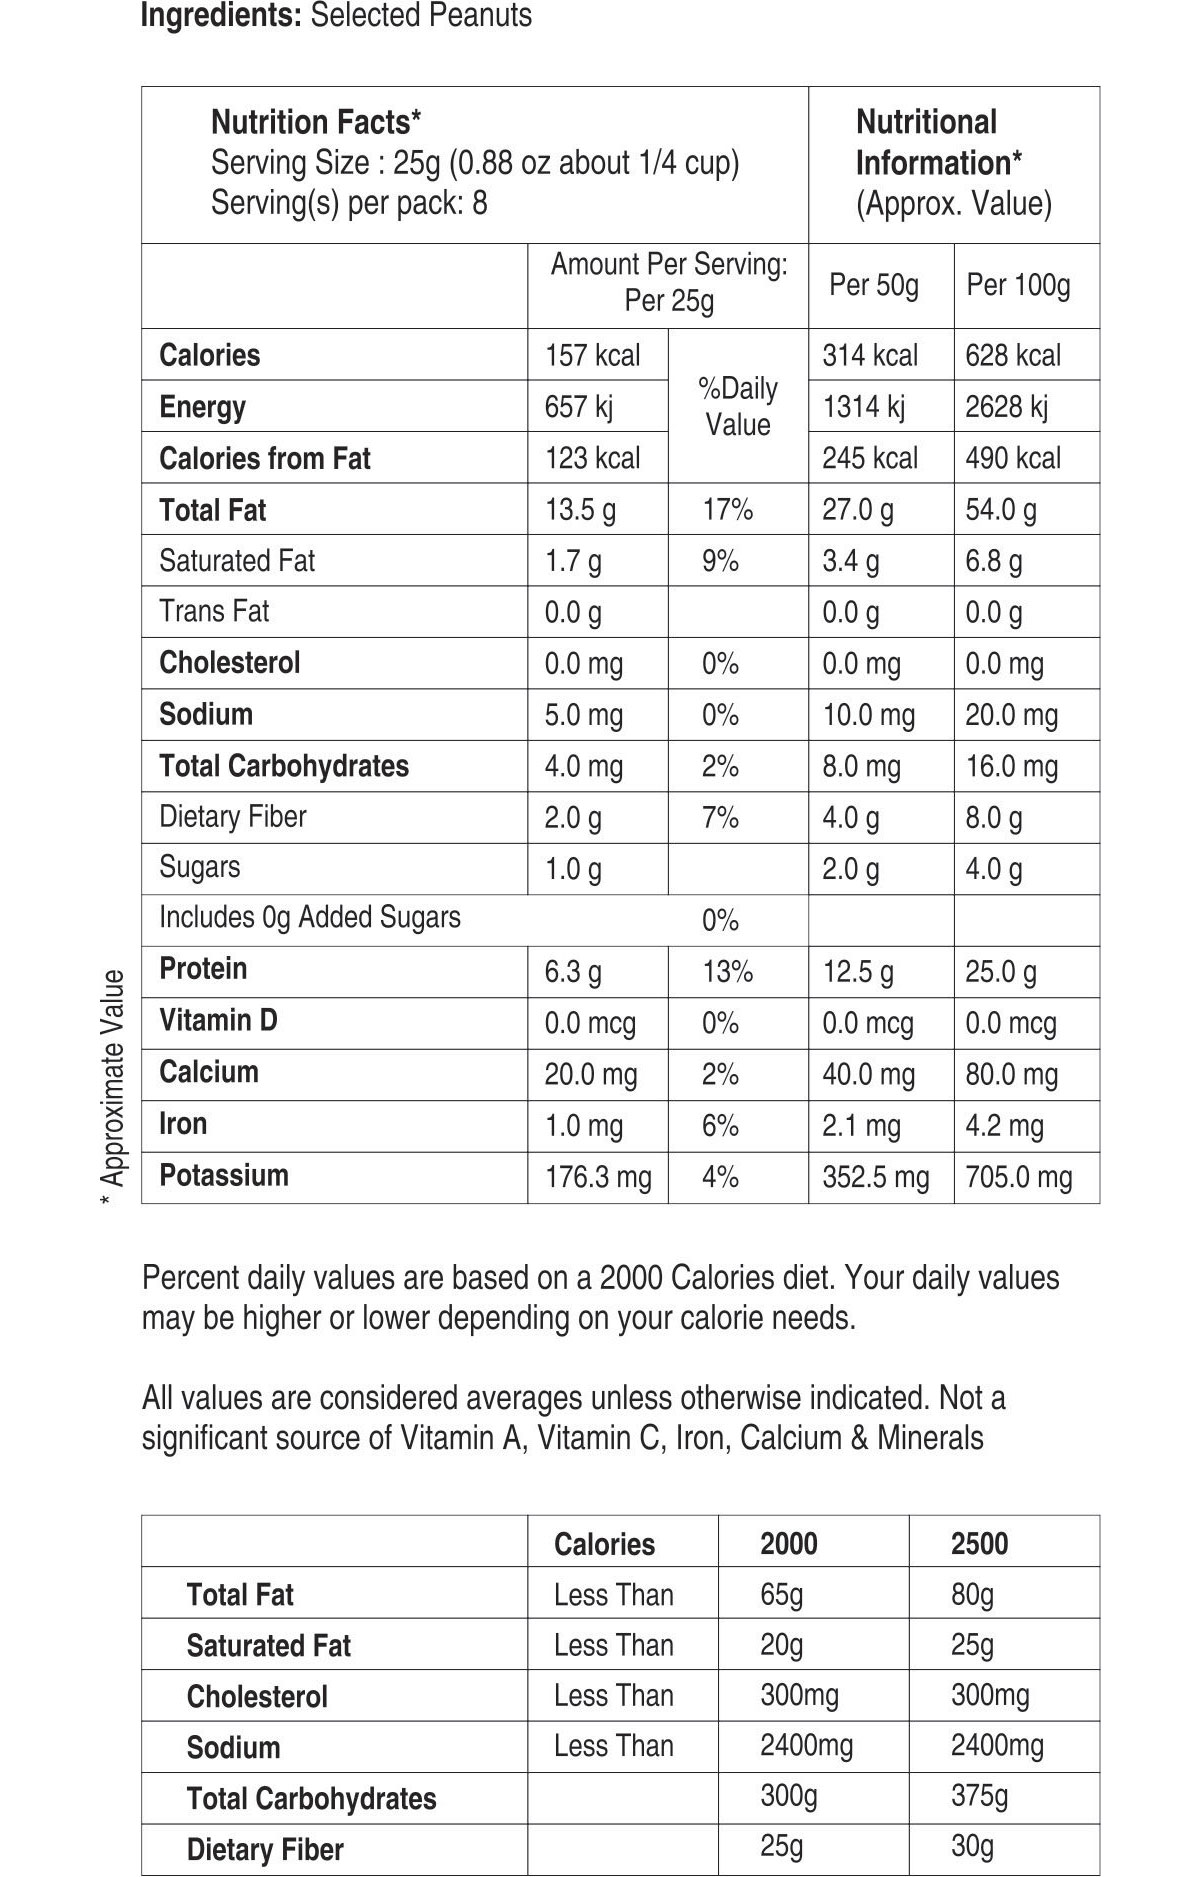 Ingredients: Selected Peanuts
Nutrition Facts*
Serving Size : 25g (0.88 oz about 1/4 cup)
Serving(s) per pack: 8
Nutritional
Information*
(Approx. Value)
Amount Per Serving:
Per 25g
Per 50g Per 100g
Calories 157 kcal 314 kcal 628 kcal
%Daily
Value
Energy 657 kj 1314 kj 2628 kj
Calories from Fat 123 kcal 245 kcal 490 kcal
Total Fat 13.5 g 17% 27.0 g 54.0 g
Saturated Fat 1.7 g 9% 3.4 g 6.8 g
Trans Fat 0.0 g 0.0 g 0.0 g
Cholesterol 0.0 mg 0% 0.0 mg 0.0 mg
Sodium 5.0 mg 0% 10.0 mg 20.0 mg
Total Carbohydrates 4.0 mg 2% 8.0 mg 16.0 mg
Dietary Fiber 2.0 g 7% 4.0 g 8.0 g
Sugars 1.0 g 2.0 g 4.0 g
Includes 0g Added Sugars 0%
Protein 6.3 g 13% 12.5 g 25.0 g
Vitamin D 0.0 mcg 0% 0.0 mcg 0.0 mcg
Calcium 20.0 mg 2% 40.0 mg 80.0 mg
Iron 1.0 mg 6% 2.1 mg 4.2 mg
Potassium 176.3 mg 4% 352.5 mg 705.0 mg
* Approximate Value
Percent daily values are based on a 2000 Calories diet. Your daily values
may be higher or lower depending on your calorie needs.
All values are considered averages unless otherwise indicated. Not a
significant source of Vitamin A, Vitamin C, Iron, Calcium & Minerals
Calories 2000 2500
Total Fat Less Than 65g 80g
Saturated Fat Less Than 20g 25g
Cholesterol Less Than 300mg 300mg
Sodium Less Than 2400mg 2400mg
Total Carbohydrates 300g 375g
Dietary Fiber 25g 30g